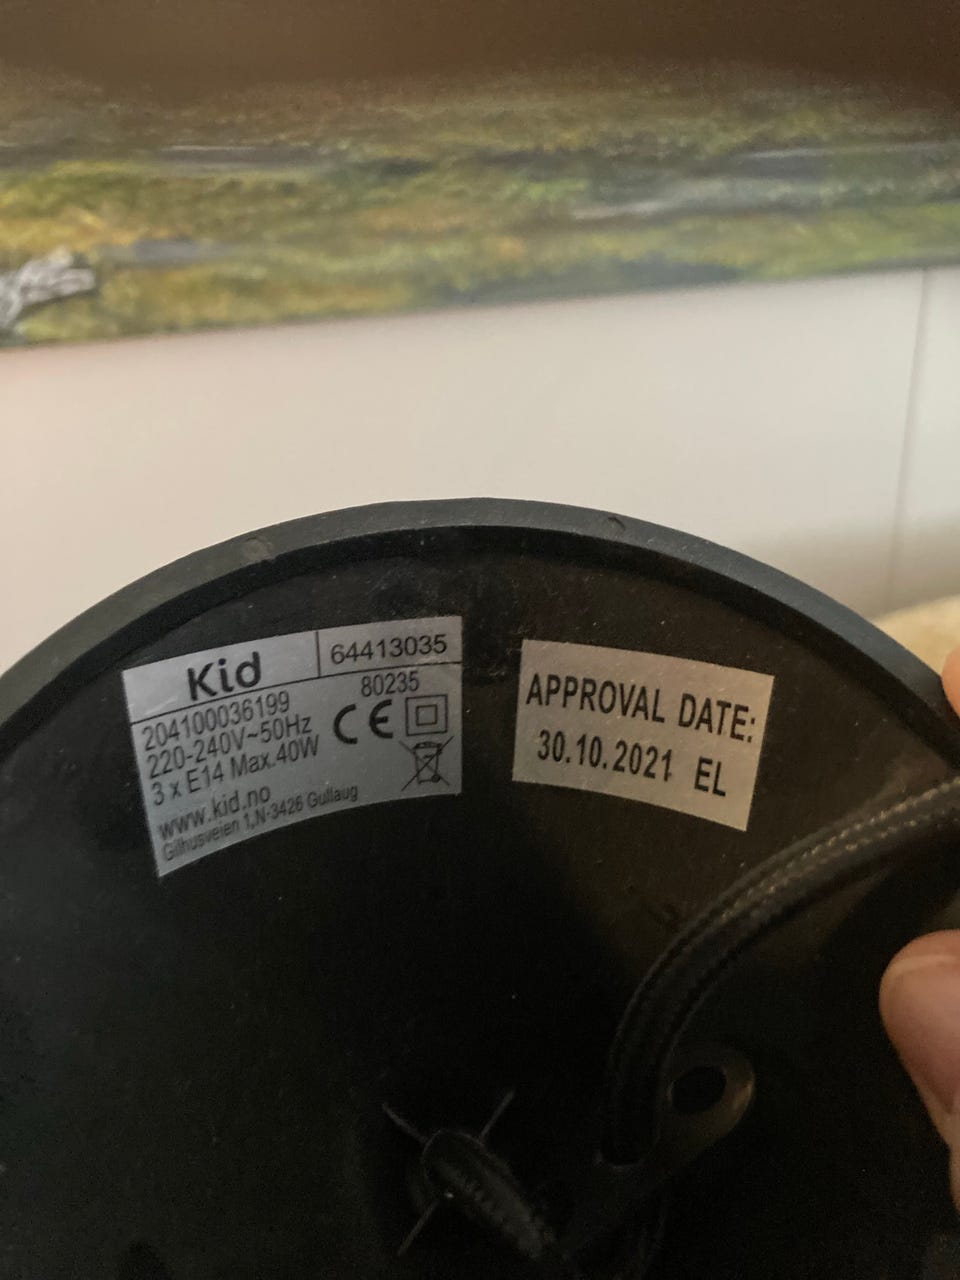 Kid
64413035
80235
204100036199
220-240V~50Hz
3 x E14 Max.40W
CE
www.kid.no
Gilhusveien 1,N-3426 Gullaug
APPROVAL DATE:
30.10.2021 EL